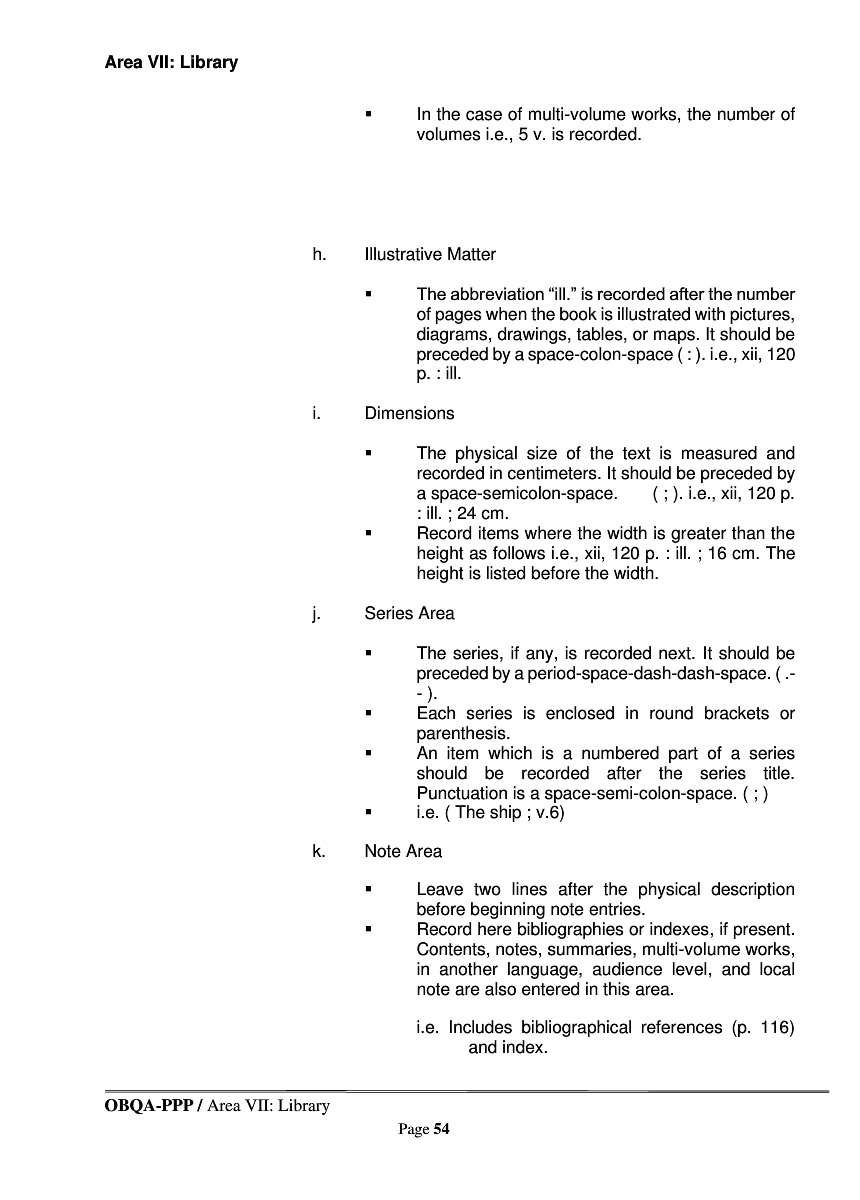 Area VII: Library
▪ In the case of multi-volume works, the number of
volumes i.e., 5 v. is recorded.
h. Illustrative Matter
▪ The abbreviation “ill.” is recorded after the number
of pages when the book is illustrated with pictures,
diagrams, drawings, tables, or maps. It should be
preceded by a space-colon-space ( : ). i.e., xii, 120
p. : ill.
i. Dimensions
▪ The physical size of the text is measured and
recorded in centimeters. It should be preceded by
a space-semicolon-space. ( ; ). i.e., xii, 120 p.
: ill. ; 24 cm.
▪ Record items where the width is greater than the
height as follows i.e., xii, 120 p. : ill. ; 16 cm. The
height is listed before the width.
j. Series Area
▪ The series, if any, is recorded next. It should be
preceded by a period-space-dash-dash-space. ( .-
- ).
▪ Each series is enclosed in round brackets or
parenthesis.
▪ An item which is a numbered part of a series
should be recorded after the series title.
Punctuation is a space-semi-colon-space. ( ; )
▪ i.e. ( The ship ; v.6)
k. Note Area
▪ Leave two lines after the physical description
before beginning note entries.
▪ Record here bibliographies or indexes, if present.
Contents, notes, summaries, multi-volume works,
in another language, audience level, and local
note are also entered in this area.
i.e. Includes bibliographical references (p. 116)
and index.
OBQA-PPP / Area VII: Library
Page 54